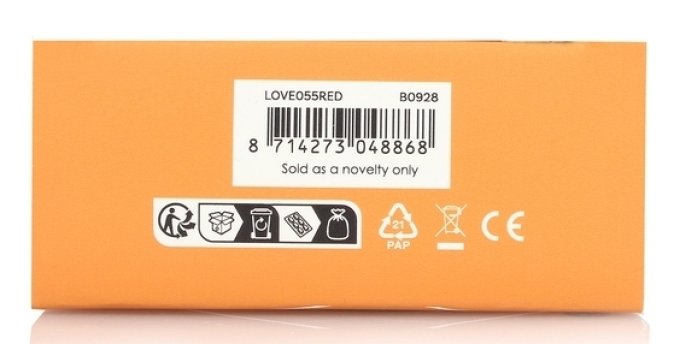 LOVE055RED B0928
8 714273 048868
Sold as a novelty only
21
PAP
CE